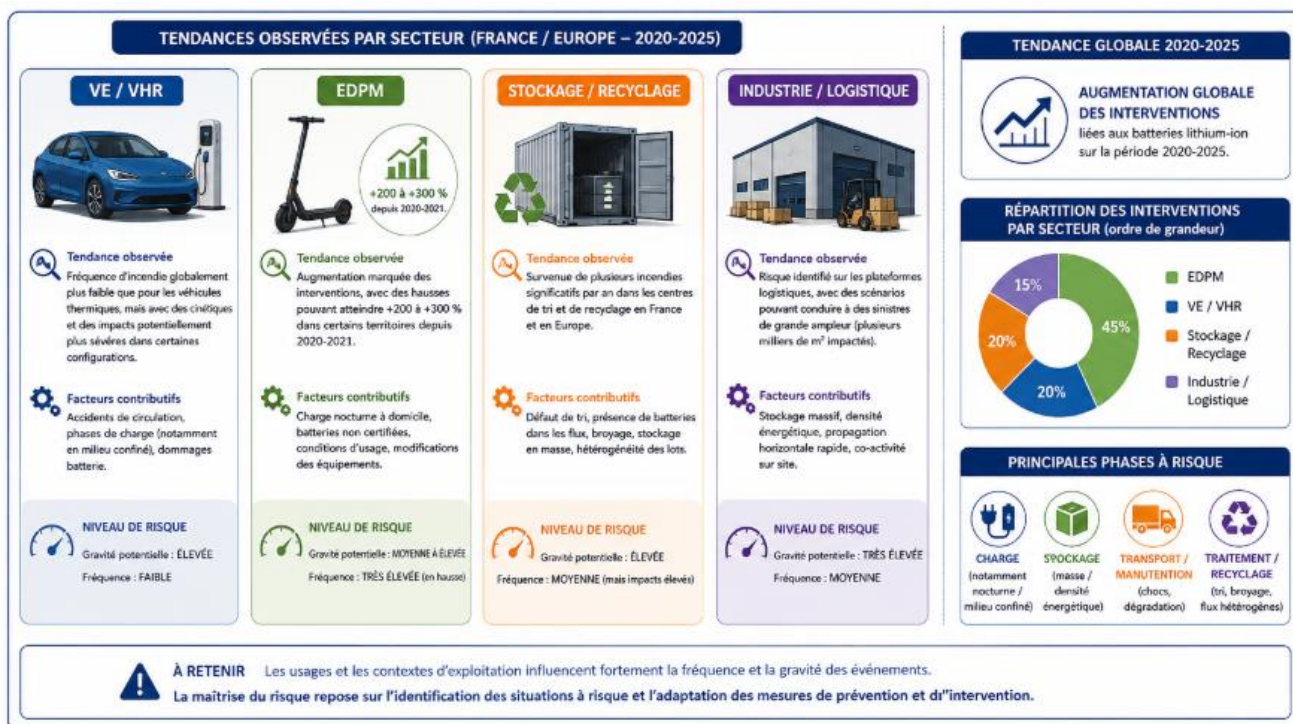 TENDANCES OBSERVÉES PAR SECTEUR (FRANCE / EUROPE – 2020-2025)
VE / VHR
Tendance observée
Fréquence d'incendie globalement
plus faible que pour les véhicules
thermiques, mais avec des cinétiques
et des impacts potentiellement
plus sévéres dans certaines
configurations.
Facteurs contributifs
Accidents de circulation,
phases de charge (notamment
en milieu confiné), dommages
batterie.
NIVEAU DE RISQUE
Gravité potentielle : ÉLEVÉE
Fréquence : FAIBLE
EDPM
+200 à +300 %
depuis 2020-2021.
Tendance observée
Augmentation marquée des
interventions, avec des hausses
pouvant atteindre +200 à +300 %
dans certains territoires depuis
2020-2021.
Facteurs contributifs
Charge nocturne à domicile,
batteries non certifiées,
conditions d'usage, modifications
des équipements.
NIVEAU DE RISQUE
Gravité potentielle : MOYENNE À ÉLEVÉE
Fréquence : TRÈS ÉLEVÉE (en hausse)
STOCKAGE / RECYCLAGE
Tendance observée
Survenue de plusieurs incendies
significatifs par an dans les centres
de tri et de recyclage en France
et en Europe.
Facteurs contributifs
Défaut de tri, présence de batteries
dans les flux, broyage, stockage
en masse, hétérogénéité des lots.
NIVEAU DE RISQUE
Gravité potentielle : ÉLEVÉE
Fréquence : MOYENNE (mais impacts élevés)
INDUSTRIE / LOGISTIQUE
Tendance observée
Risque identifié sur les plateformes
logistiques, avec des scénarios
pouvant conduire à des sinistres
de grande ampleur (plusieurs
milliers de m² impactés).
Facteurs contributifs
Stockage massif, densité
énergétique, propagation
horizontale rapide, co-activité
sur site.
NIVEAU DE RISQUE
Gravité potentielle : TRÈS ÉLEVÉE
Fréquence : MOYENNE
TENDANCE GLOBALE 2020-2025
AUGMENTATION GLOBALE
DES INTERVENTIONS
liées aux batteries lithium-ion
sur la période 2020-2025.
RÉPARTITION DES INTERVENTIONS
PAR SECTEUR (ordre de grandeur)
15%
45%
20%
20%
EDPM
VE / VHR
Stockage /
Recyclage
Industrie /
Logistique
PRINCIPALES PHASES À RISQUE
CHARGE
(notamment
nocturne /
milieu confiné)
SPOCKAGE
(masse /
densité
énergétique)
TRANSPORT /
MANUTENTION
(chocs,
dégradation)
TRAITEMENT /
RECYCLAGE
(tri, broyage,
flux hétérogènes)
À RETENIR Les usages et les contextes d'exploitation influencent fortement la fréquence et la gravité des événements.
La maîtrise du risque repose sur l'identification des situations à risque et l'adaptation des mesures de prévention et dı"intervention.